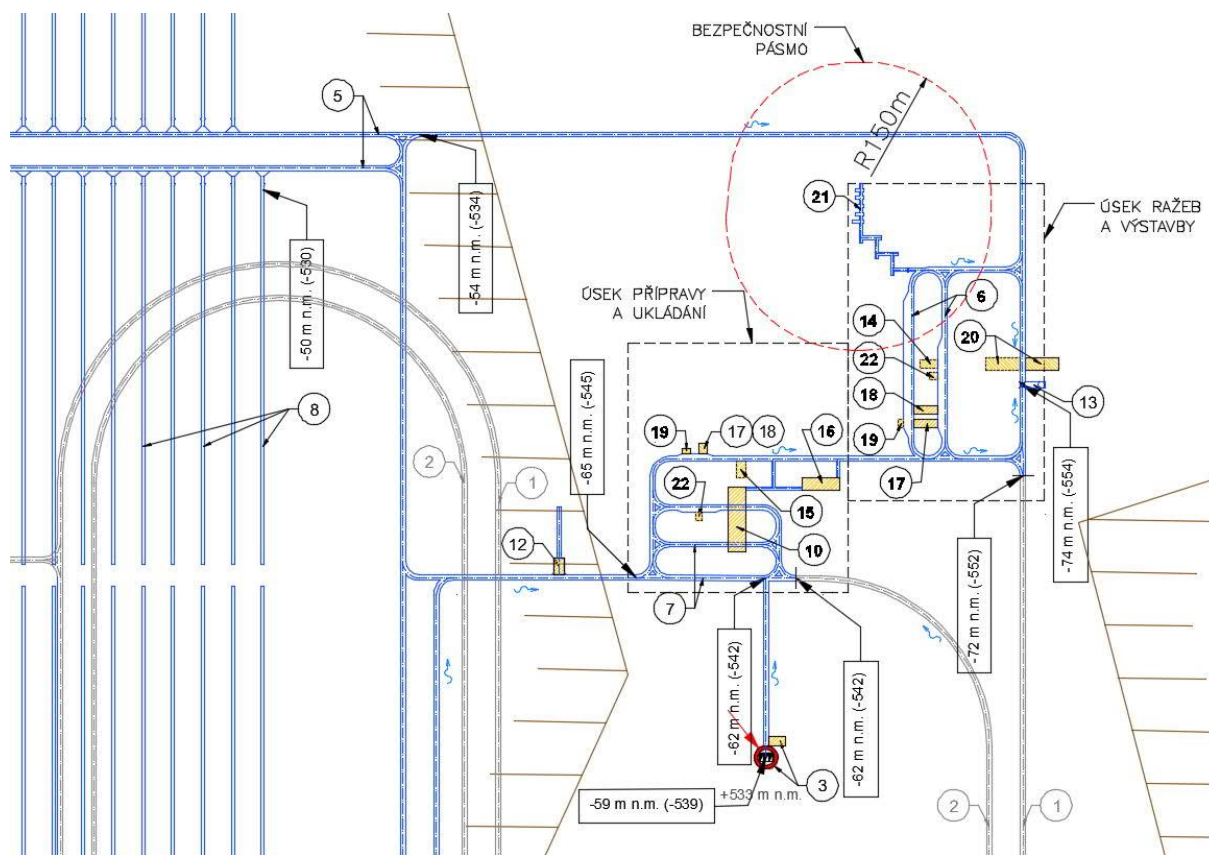 BEZPEČNOSTNÍ
PÁSMO
5
R150m
-54 m n.m. (-534)
21
ÚSEK RAŽEB
A VÝSTAVBY
-50 m n.m. (-530)
ÚSEK PŘÍPRAVY
A UKLÁDÁNÍ
6
14
20
22
8
18
13
-65 m n.m. (-545)
19
17
18
16
19
2
1
22
15
17
-74 m n.m. (-554)
12
10
-72 m n.m. (-552)
7
-62 m n.m. (-542)
-62 m n.m. (-542)
3
-59 m n.m. (-539)
+533 m n.m.
2
1